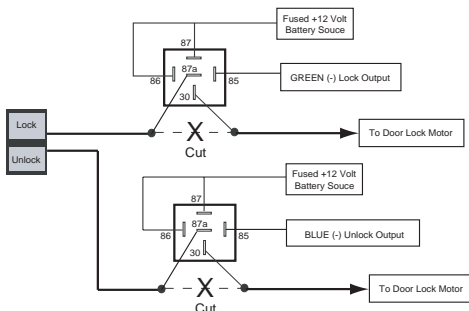 Fused +12 Volt
Battery Souce
87
87a
86
85
30
GREEN (-) Lock Output
Lock
Unlock
X
Cut
To Door Lock Motor
Fused +12 Volt
Battery Souce
87
87a
86
85
30
BLUE (-) Unlock Output
X
Cut
To Door Lock Motor